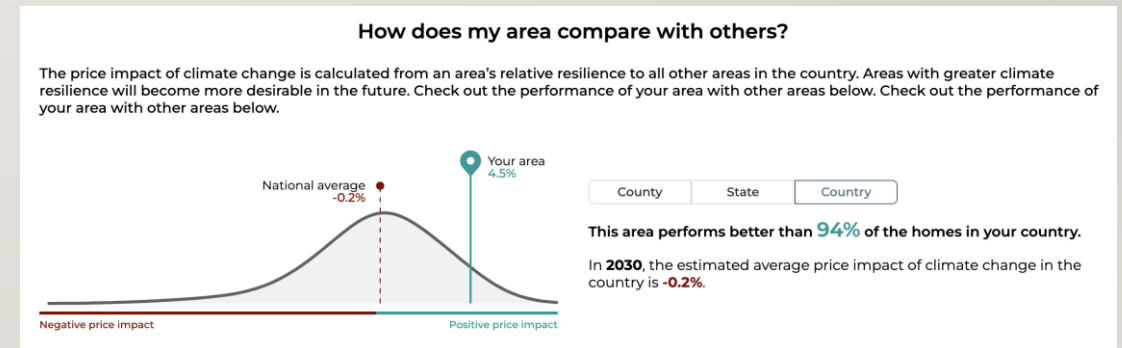 How does my area compare with others?
The price impact of climate change is calculated from an area's relative resilience to all other areas in the country. Areas with greater climate
resilience will become more desirable in the future. Check out the performance of your area with other areas below. Check out the performance of
your area with other areas below.
Your area
4.5%
National average
-0.2%
County State Country
This area performs better than 94% of the homes in your country.
In 2030, the estimated average price impact of climate change in the
country is -0.2%.
Negative price impact
Positive price impact